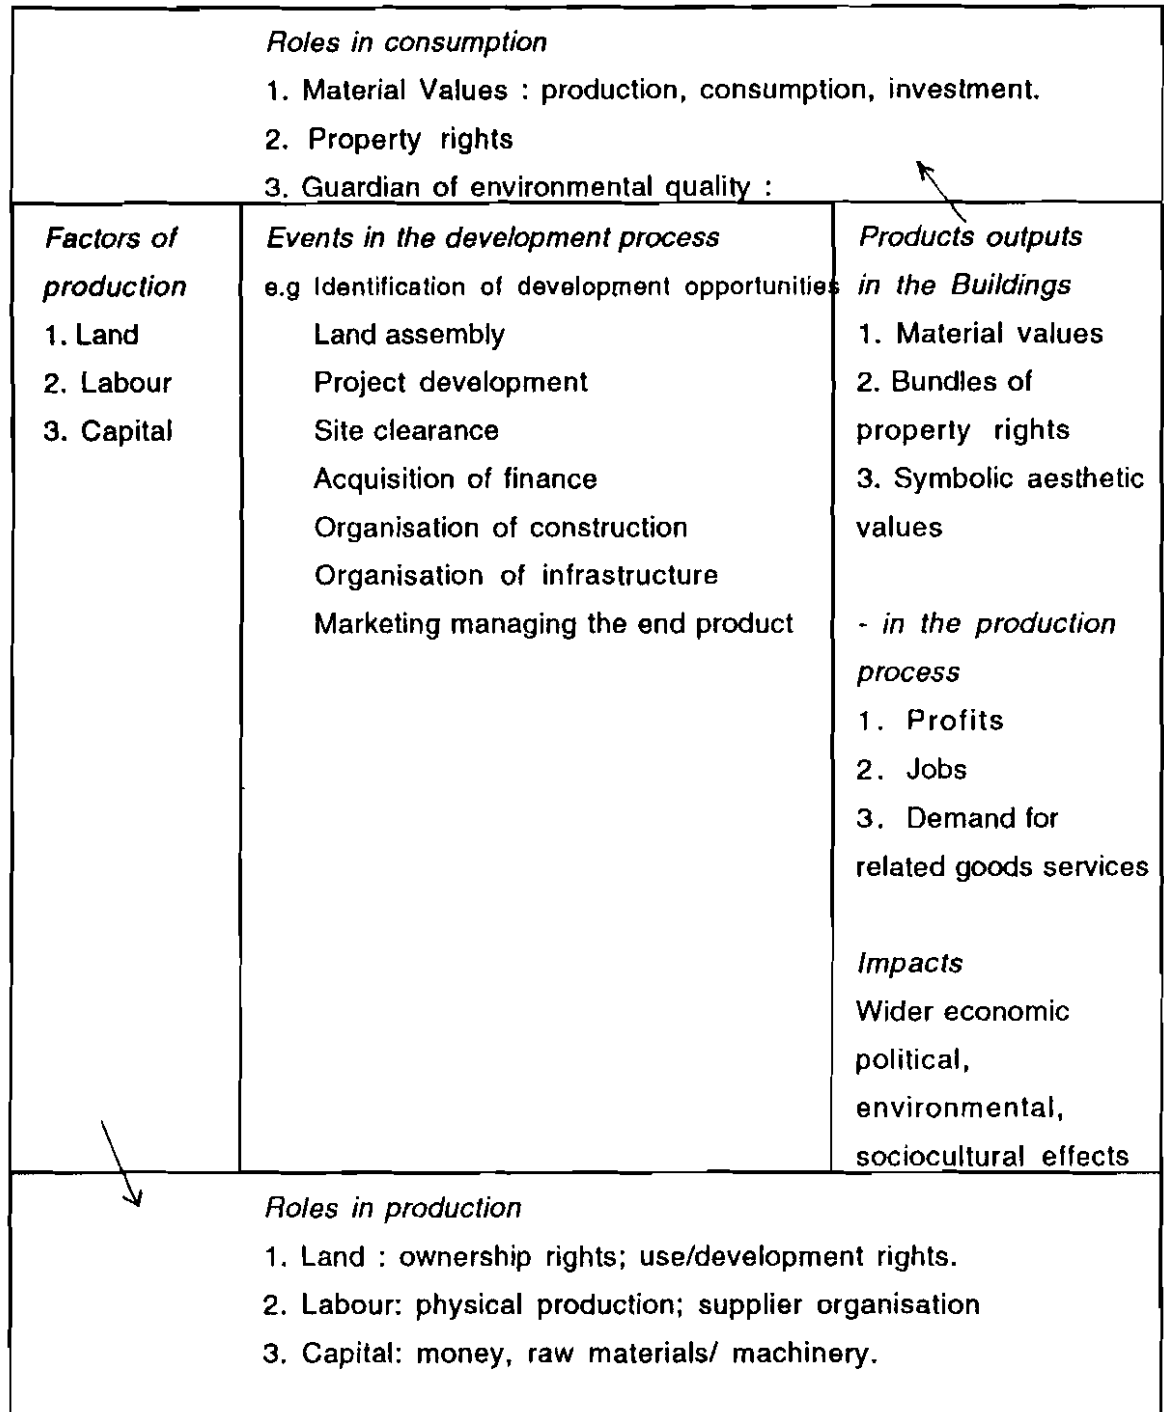 Roles in consumption
1. Material Values : production, consumption, investment.
2. Property rights
3. Guardian of environmental quality :
Factors of
production
1. Land
2. Labour
3. Capital
Events in the development process
e.g Identification of development opportunities
Land assembly
Project development
Site clearance
Acquisition of finance
Organisation of construction
Organisation of infrastructure
Marketing managing the end product
Products outputs
in the Buildings
1. Material values
2. Bundles of
property rights
3. Symbolic aesthetic
values
- in the production
process
1. Profits
2. Jobs
3. Demand for
related goods services
Impacts
Wider economic
political,
environmental,
sociocultural effects
Roles in production
1. Land : ownership rights; use/development rights.
2. Labour: physical production; supplier organisation
3. Capital: money, raw materials/ machinery.